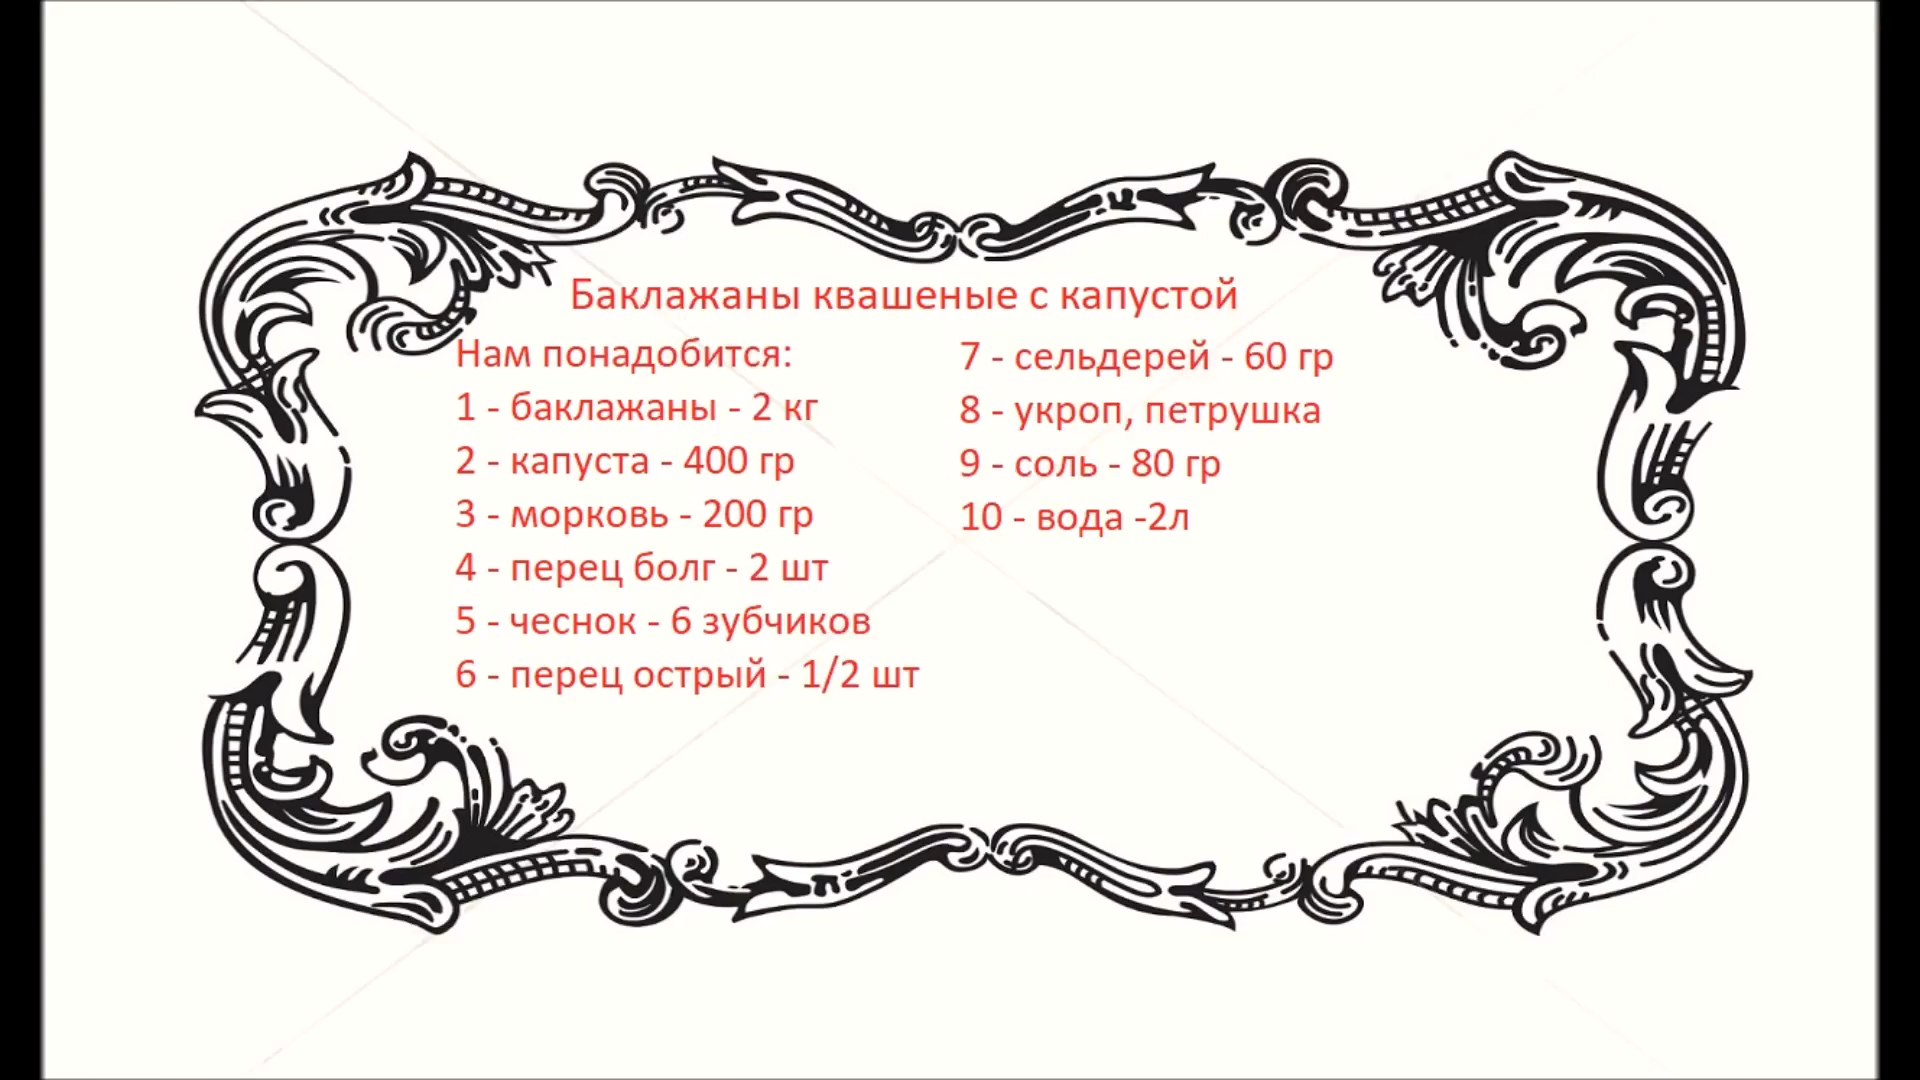 Баклажаны квашеные с капустой
Нам понадобится:
1 - баклажаны - 2 кг
2 - капуста - 400 гр
3 - морковь - 200 гр
4 - перец болг - 2 шт
5 - чеснок - 6 зубчиков
6 - перец острый - 1/2 шт
7 - сельдерей - 60 гр
8 - укроп, петрушка
9 - соль - 80 гр
10 - вода -2л